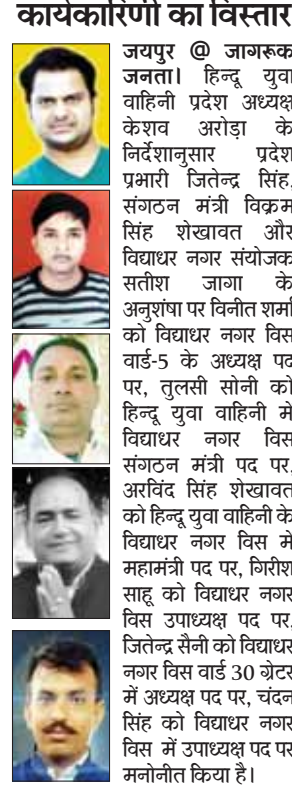 कार्यकारिणी का विस्तार
जयपुर @ जागरूक
जनता। हिन्दू युवा
वाहिनी प्रदेश अध्यक्ष
केशव अरोड़ा के
निर्देशानुसार प्रदेश
प्रभारी जितेन्द्र सिंह,
संगठन मंत्री विक्रम
सिंह शेखावत और
विद्याधर नगर संयोजक
सतीश जागा के
अनुशंषा पर विनीत शर्मा
को विद्याधर नगर विस
वार्ड-5 के अध्यक्ष पद
पर, तुलसी सोनी को
हिन्दू युवा वाहिनी में
विद्याधर नगर विस
संगठन मंत्री पद पर,
अरविंद सिंह शेखावत
को हिन्दू युवा वाहिनी के
विद्याधर नगर विस में
महामंत्री पद पर, गिरीश
साहू को विद्याधर नगर
विस उपाध्यक्ष पद पर,
जितेन्द्र सैनी को विद्याधर
नगर विस वार्ड 30 ग्रेटर
में अध्यक्ष पद पर, चंदन
सिंह को विद्याधर नगर
विस में उपाध्यक्ष पद पर
मनोनीत किया है।